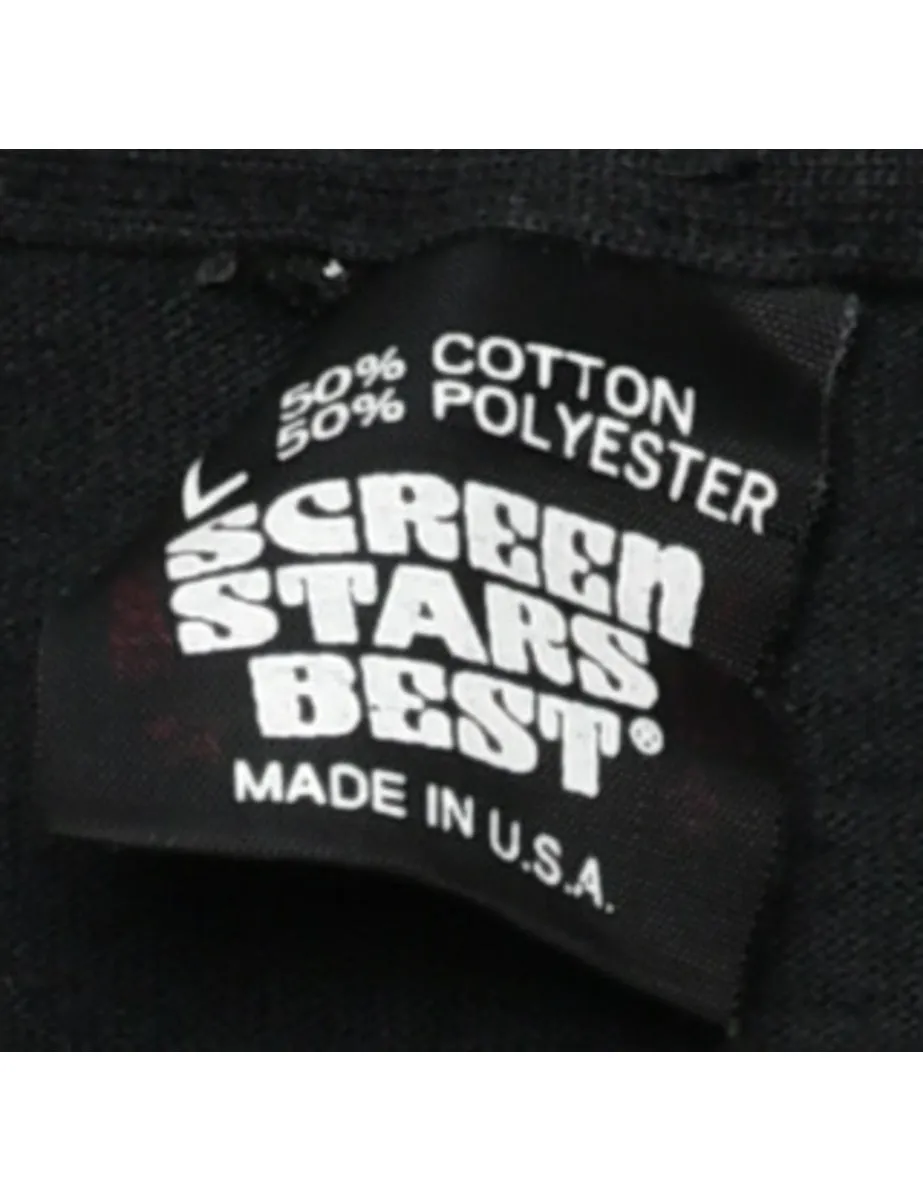 50% COTTON
50% POLYESTER
L
SCREEN
STARS
BEST®
MADE IN U.S.A.